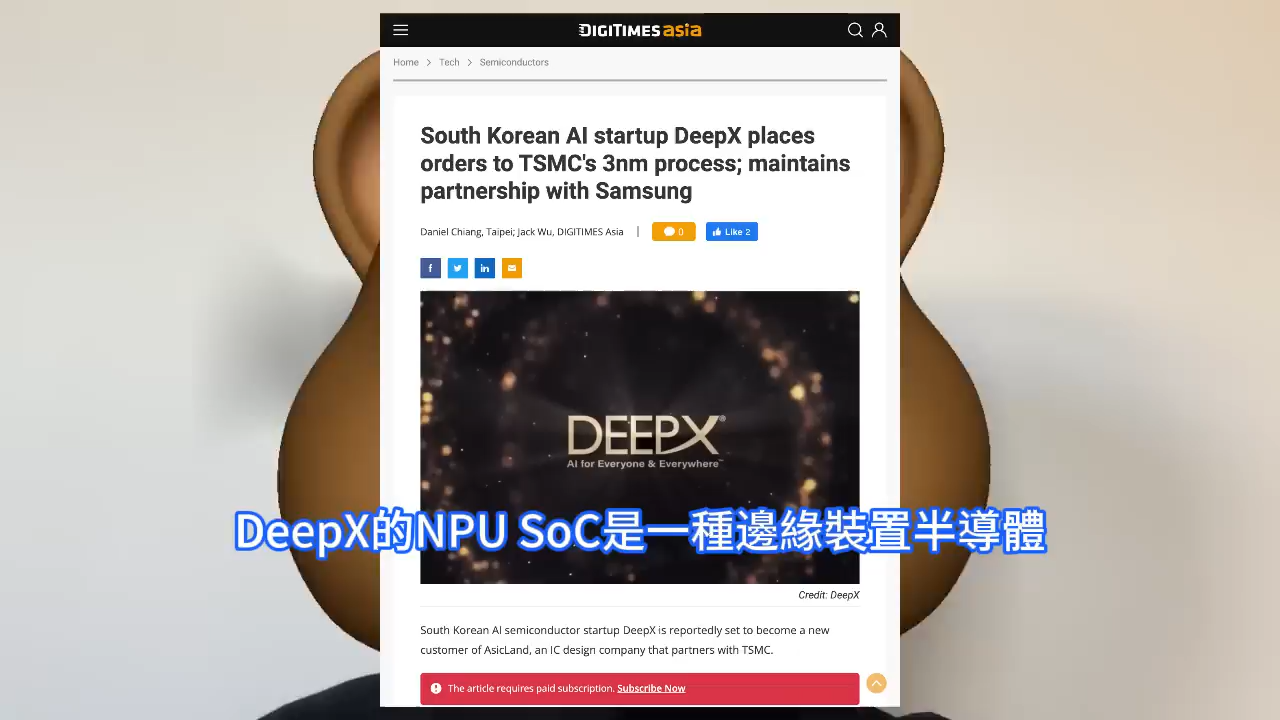 DIGITIMES asia
Home > Tech > Semiconductors
South Korean AI startup DeepX places
orders to TSMC's 3nm process; maintains
partnership with Samsung
Daniel Chiang, Taipei; Jack Wu, DIGITIMES Asia | 0 Like 2
DEEPX®
AI for Everyone & Everywhere™
DeepX的NPU SoC是一種邊緣裝置半導體
Credit: DeepX
South Korean AI semiconductor startup DeepX is reportedly set to become a new
customer of AsicLand, an IC design company that partners with TSMC.
The article requires paid subscription. Subscribe Now